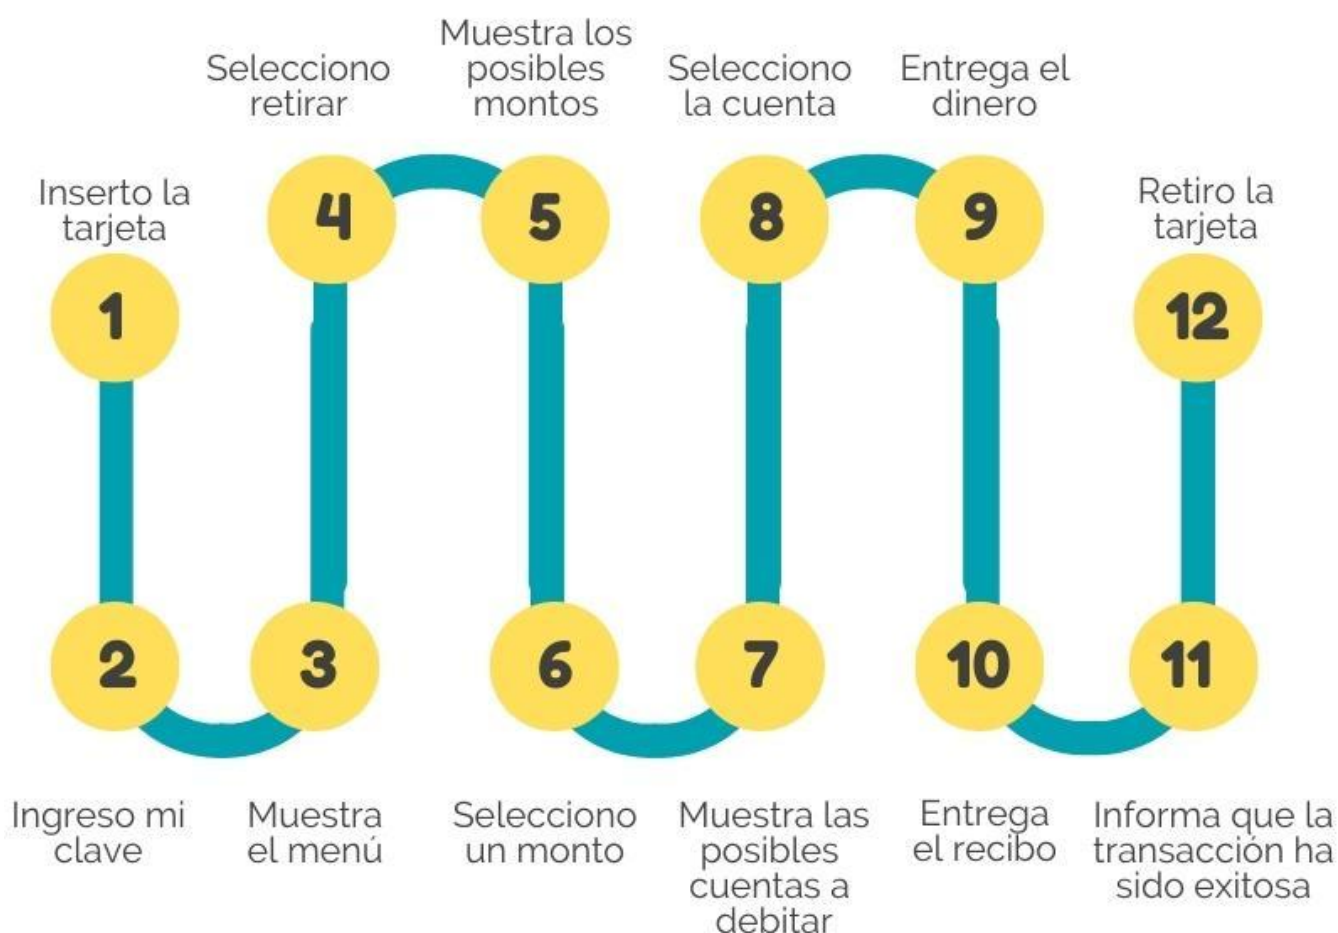 1
Inserto la
tarjeta
2
Ingreso mi
clave
3
Muestra
el menú
4
Selecciono
retirar
5
Muestra los
posibles
montos
6
Selecciono
un monto
7
Muestra las
posibles
cuentas a
debitar
8
Selecciono
la cuenta
9
Entrega el
dinero
10
Entrega
el recibo
11
Informa que la
transacción ha
sido exitosa
12
Retiro la
tarjeta